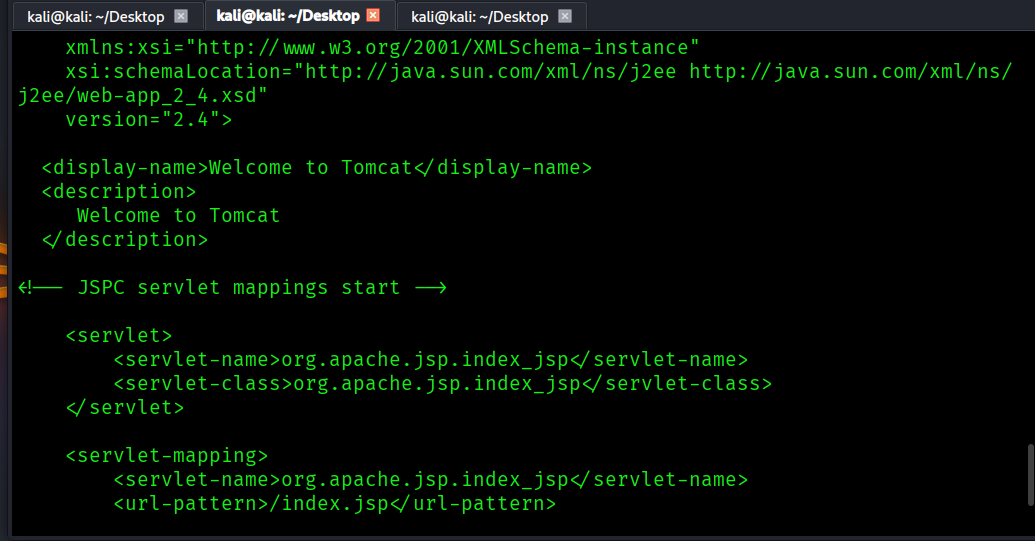 kali@kali: ~/Desktop kali@kali: ~/Desktop kali@kali: ~/Desktop
xmlns:xsi="http://www.w3.org/2001/XMLSchema-instance"
xsi:schemaLocation="http://java.sun.com/xml/ns/j2ee http://java.sun.com/xml/ns/
j2ee/web-app_2_4.xsd"
version="2.4">
<display-name>Welcome to Tomcat</display-name>
<description>
Welcome to Tomcat
</description>
<!-- JSPC servlet mappings start -->
<servlet>
<servlet-name>org.apache.jsp.index_jsp</servlet-name>
<servlet-class>org.apache.jsp.index_jsp</servlet-class>
</servlet>
<servlet-mapping>
<servlet-name>org.apache.jsp.index_jsp</servlet-name>
<url-pattern>/index.jsp</url-pattern>